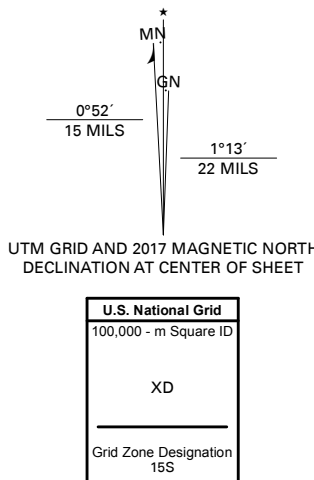 ★
MN
GN
0°52´
15 MILS
1°13´
22 MILS
UTM GRID AND 2017 MAGNETIC NORTH
DECLINATION AT CENTER OF SHEET
U.S. National Grid
100,000 - m Square ID
XD
Grid Zone Designation
15S